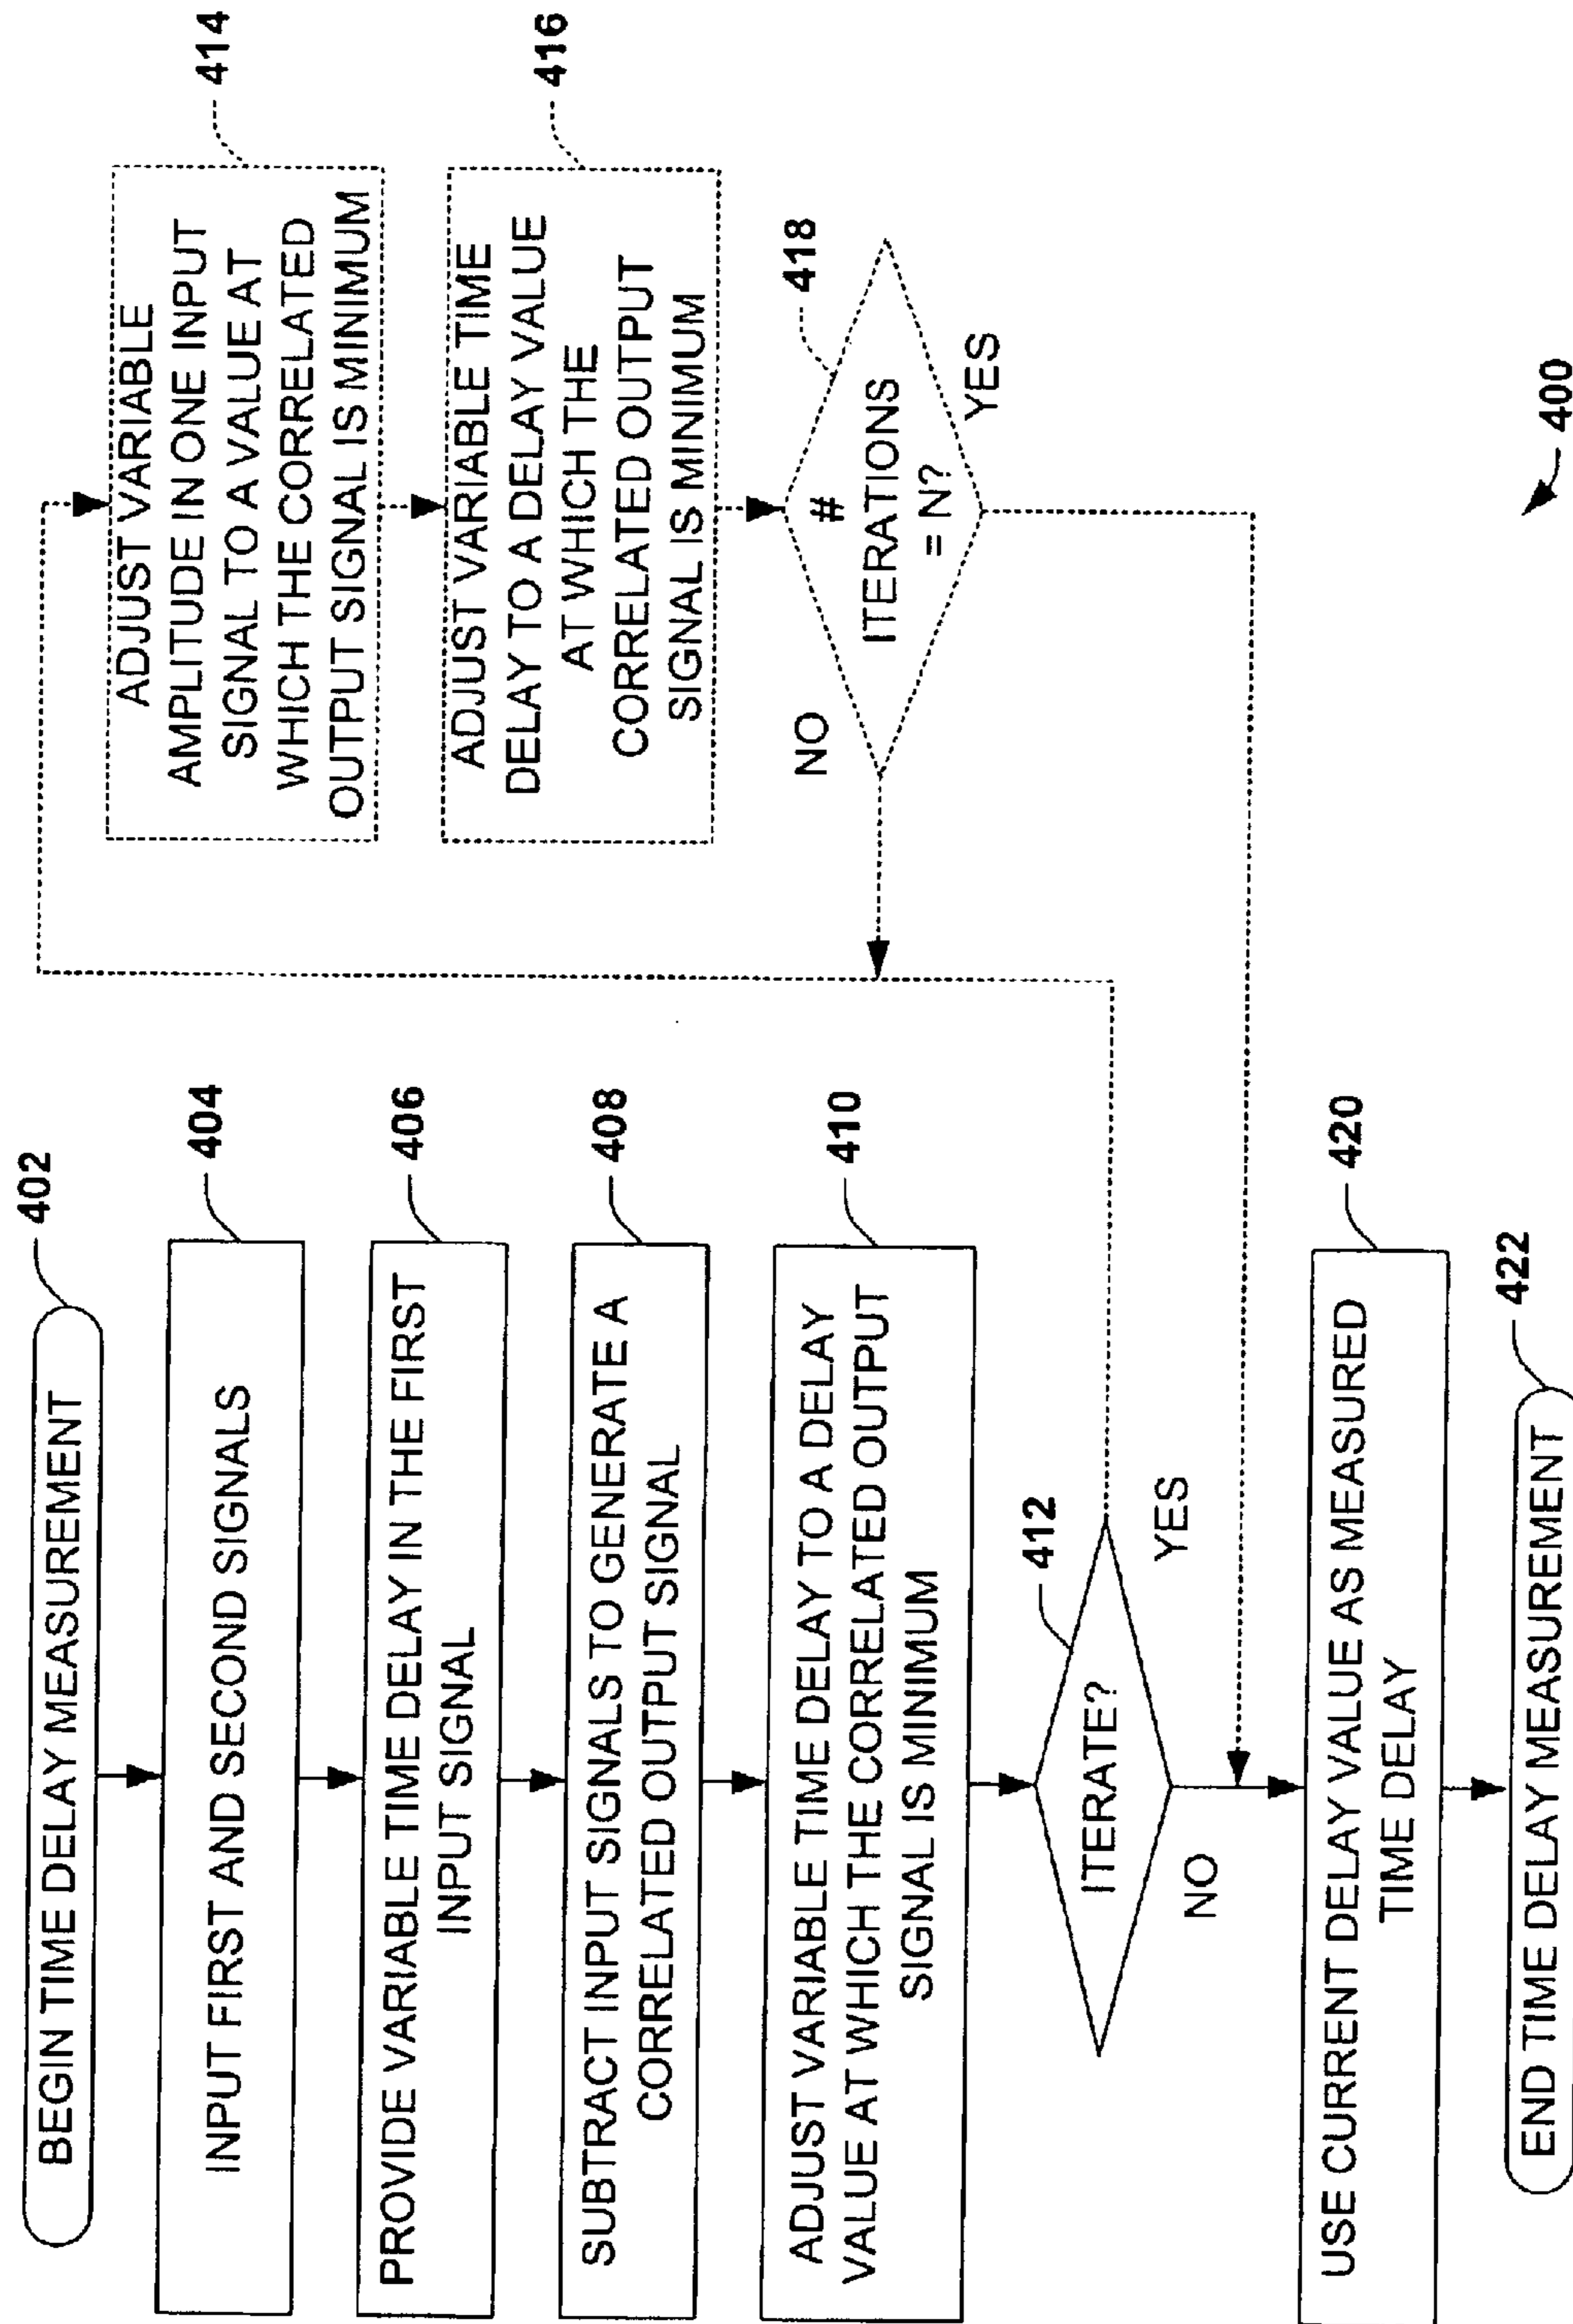 402
BEGIN TIME DELAY MEASUREMENT
404
INPUT FIRST AND SECOND SIGNALS
406
PROVIDE VARIABLE TIME DELAY IN THE FIRST
INPUT SIGNAL
408
SUBTRACT INPUT SIGNALS TO GENERATE A
CORRELATED OUTPUT SIGNAL
410
ADJUST VARIABLE TIME DELAY TO A DELAY
VALUE AT WHICH THE CORRELATED OUTPUT
SIGNAL IS MINIMUM
412
ITERATE?
YES
NO
414
ADJUST VARIABLE
AMPLITUDE IN ONE INPUT
SIGNAL TO A VALUE AT
WHICH THE CORRELATED
OUTPUT SIGNAL IS MINIMUM
416
ADJUST VARIABLE TIME
DELAY TO A DELAY VALUE
AT WHICH THE
CORRELATED OUTPUT
SIGNAL IS MINIMUM
418
NO
#
ITERATIONS
= N?
YES
420
USE CURRENT DELAY VALUE AS MEASURED
TIME DELAY
422
END TIME DELAY MEASUREMENT
400